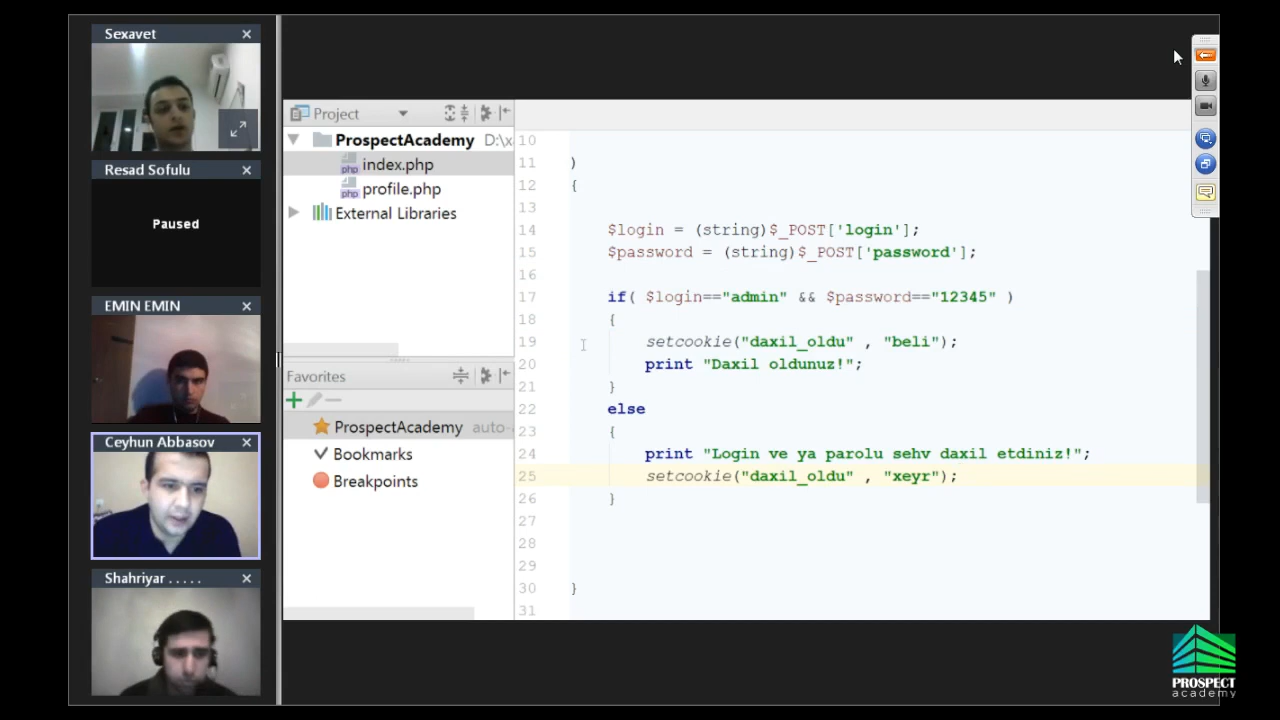 Sexavet
Resad Sofulu
Paused
EMIN EMIN
Ceyhun Abbasov
Shahriyar . . . . .
Project
ProspectAcademy D:\x
php index.php
php profile.php
External Libraries
Favorites
ProspectAcademy auto-
Bookmarks
Breakpoints
10
11 )
12 {
13
14 $login = (string)$_POST['login'];
15 $password = (string)$_POST['password'];
16
17 if( $login=="admin" && $password=="12345" )
18 {
19 setcookie("daxil_oldu" , "beli");
20 print "Daxil oldunuz!";
21 }
22 else
23 {
24 print "Login ve ya parolu sehv daxil etdiniz!";
25 setcookie("daxil_oldu" , "xeyr");
26 }
27
28
29
30 }
31
PROSPECT
academy